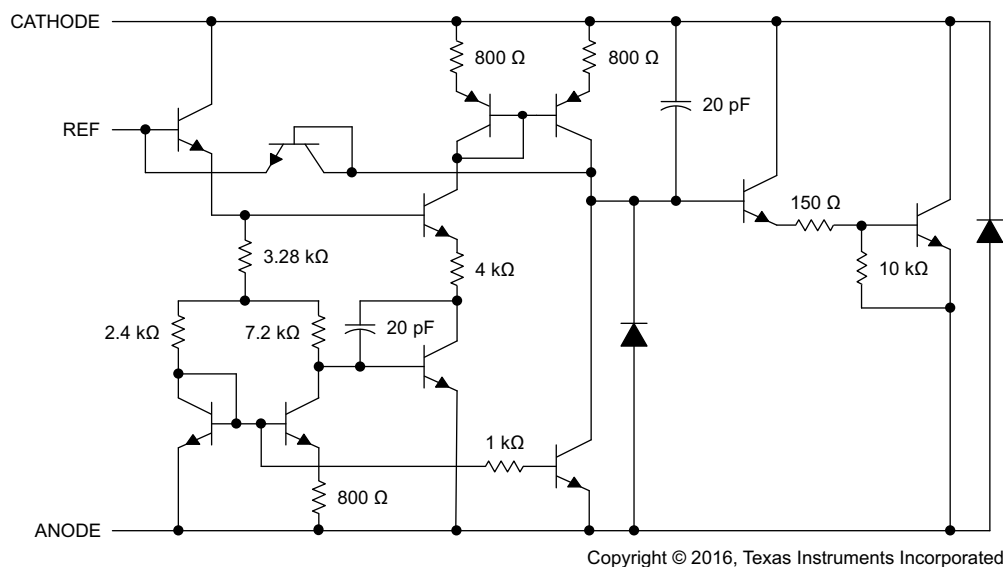 CATHODE
800 Ω
800 Ω
20 pF
REF
150 Ω
3.28 kΩ
4 kΩ
10 kΩ
2.4 kΩ
7.2 kΩ
20 pF
1 kΩ
800 Ω
ANODE
Copyright © 2016, Texas Instruments Incorporated